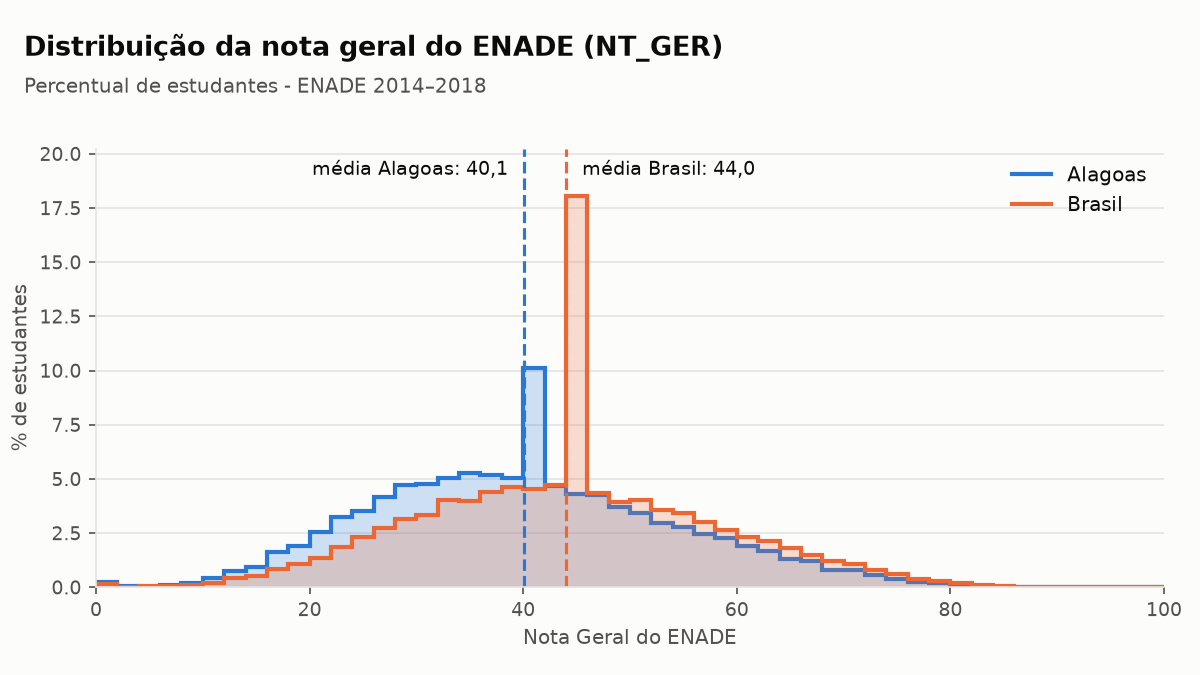 Distribuição da nota geral do ENADE (NT_GER)
Percentual de estudantes - ENADE 2014–2018
média Alagoas: 40,1
média Brasil: 44,0
Alagoas
Brasil
% de estudantes
20.0
17.5
15.0
12.5
10.0
7.5
5.0
2.5
0.0
0 20 40 60 80 100
Nota Geral do ENADE